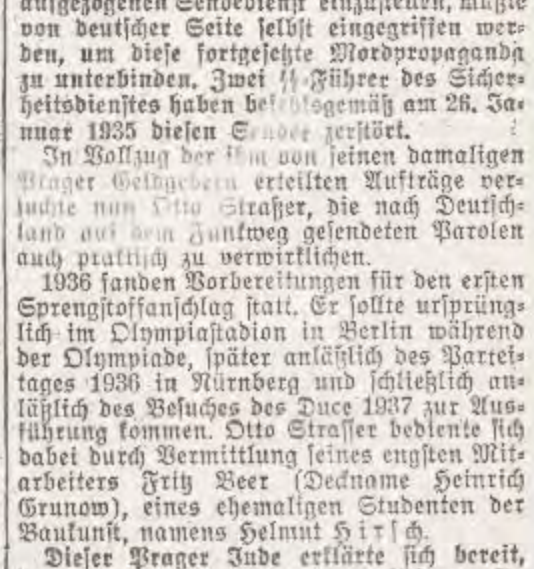 aufgezogenen Sendedienst einzustellen, mußte
von deutscher Seite selbst eingegriffen wer-
den, um diese fortgesetzte Mordpropaganda
zu unterbinden. Zwei ᛋᛋ-Führer des Sicher-
heitsdienstes haben befehlsgemäß am 26. Ja-
nuar 1935 diesen Sender zerstört.
In Vollzug der ihm von seinen damaligen
Prager Geldgebern erteilten Aufträge ver-
suchte nun Otto Straßer, die nach Deutsch-
land auf dem Funkweg gesendeten Parolen
auch praktisch zu verwirklichen.
1936 fanden Vorbereitungen für den ersten
Sprengstoffanschlag statt. Er sollte ursprüng-
lich im Olympiastadion in Berlin während
der Olympiade, später anläßlich des Partei-
tages 1936 in Nürnberg und schließlich an-
läßlich des Besuches des Duce 1937 zur Aus-
führung kommen. Otto Strasser bediente sich
dabei durch Vermittlung seines engsten Mit-
arbeiters Fritz Beer (Deckname Heinrich
Grunow), eines ehemaligen Studenten der
Baukunst, namens Helmut Hirsch.
Dieser Prager Jude erklärte sich bereit,